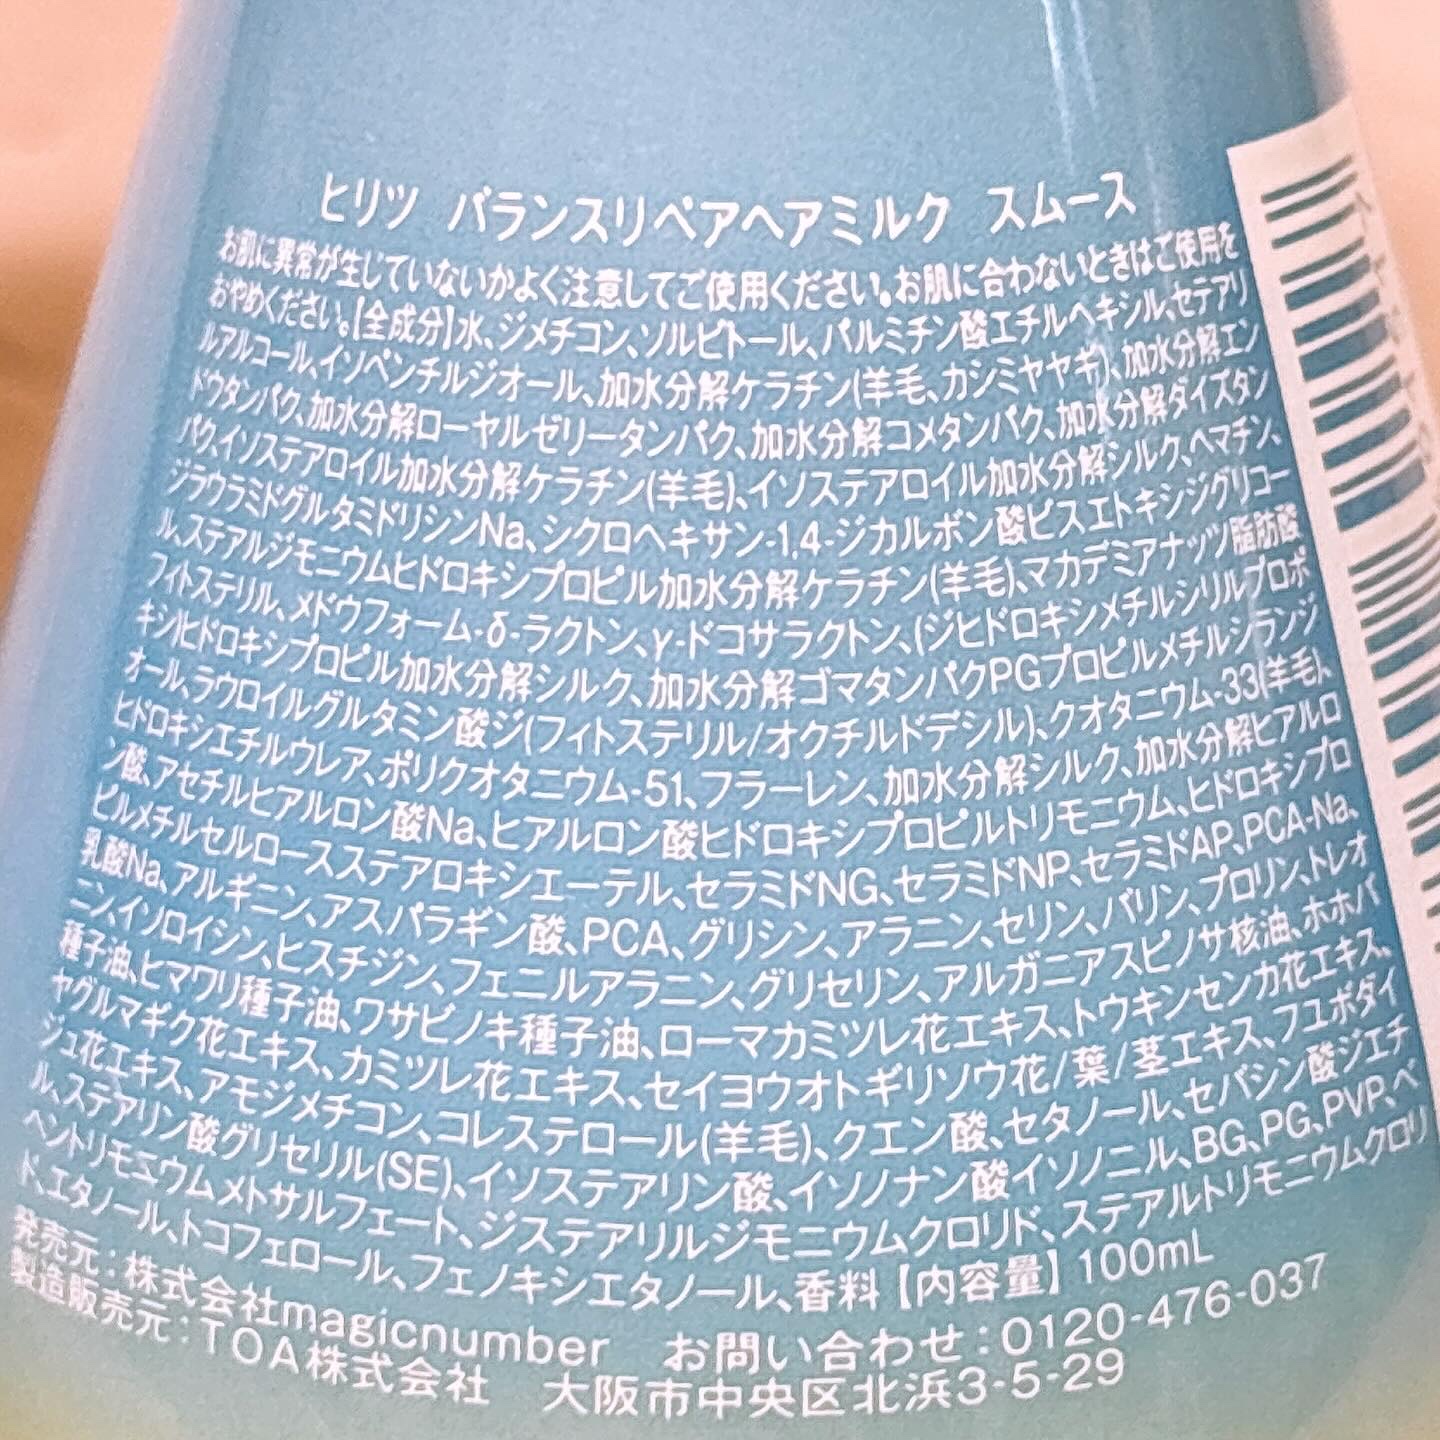 ヒリツ バランスリペアヘアミルク スムース
お肌に異常が生じていないかよく注意してご使用ください。お肌に合わないときはご使用を
おやめください。【全成分】水、ジメチコン、ソルビトール、パルミチン酸エチルヘキシル、セテアリ
ルアルコール、イソペンチルジオール、加水分解ケラチン(羊毛、カシミヤヤギ)、加水分解エン
ドウタンパク、加水分解ローヤルゼリータンパク、加水分解コメタンパク、加水分解ダイズタン
パク、イソステアロイル加水分解ケラチン(羊毛)、イソステアロイル加水分解シルク、ヘマチン、
ジラウラミドグルタミドリシンNa、シクロヘキサン-1,4-ジカルボン酸ビスエトキシジグリコー
ル、ステアルジモニウムヒドロキシプロピル加水分解ケラチン(羊毛)、マカデミアナッツ脂肪酸
フィトステリル、メドウフォーム-δ-ラクトン、γ-ドコサラクトン、(ジヒドロキシメチルシリルプロポ
キシ)ヒドロキシプロピル加水分解シルク、加水分解ゴマタンパクPGプロピルメチルシランジ
オール、ラウロイルグルタミン酸ジ(フィトステリル/オクチルドデシル)、クオタニウム-33(羊毛)、
ヒドロキシエチルウレア、ポリクオタニウム-51、フラーレン、加水分解シルク、加水分解ヒアルロ
ン酸、アセチルヒアルロン酸Na、ヒアルロン酸ヒドロキシプロピルトリモニウム、ヒドロキシプロ
ピルメチルセルロースステアロキシエーテル、セラミドNG、セラミドNP、セラミドAP、PCA-Na、
乳酸Na、アルギニン、アスパラギン酸、PCA、グリシン、アラニン、セリン、バリン、プロリン、トレオ
ニン、イソロイシン、ヒスチジン、フェニルアラニン、グリセリン、アルガニアスピノサ核油、ホホバ
種子油、ヒマワリ種子油、ワサビノキ種子油、ローマカミツレ花エキス、トウキンセンカ花エキス、
ヤグルマギク花エキス、カミツレ花エキス、セイヨウオトギリソウ花/葉/茎エキス、フユボダイ
ジュ花エキス、アモジメチコン、コレステロール(羊毛)、クエン酸、セタノール、セバシン酸ジエチ
ル、ステアリン酸グリセリル(SE)、イソステアリン酸、イソノナン酸イソノニル、BG、PG、PVP、ベ
ヘントリモニウムメトサルフェート、ジステアリルジモニウムクロリド、ステアルトリモニウムクロリ
ド、エタノール、トコフェロール、フェノキシエタノール、香料【内容量】100mL
発売元：株式会社magicnumber お問い合わせ：0120-476-037
製造販売元：TOA株式会社 大阪市中央区北浜3-5-29